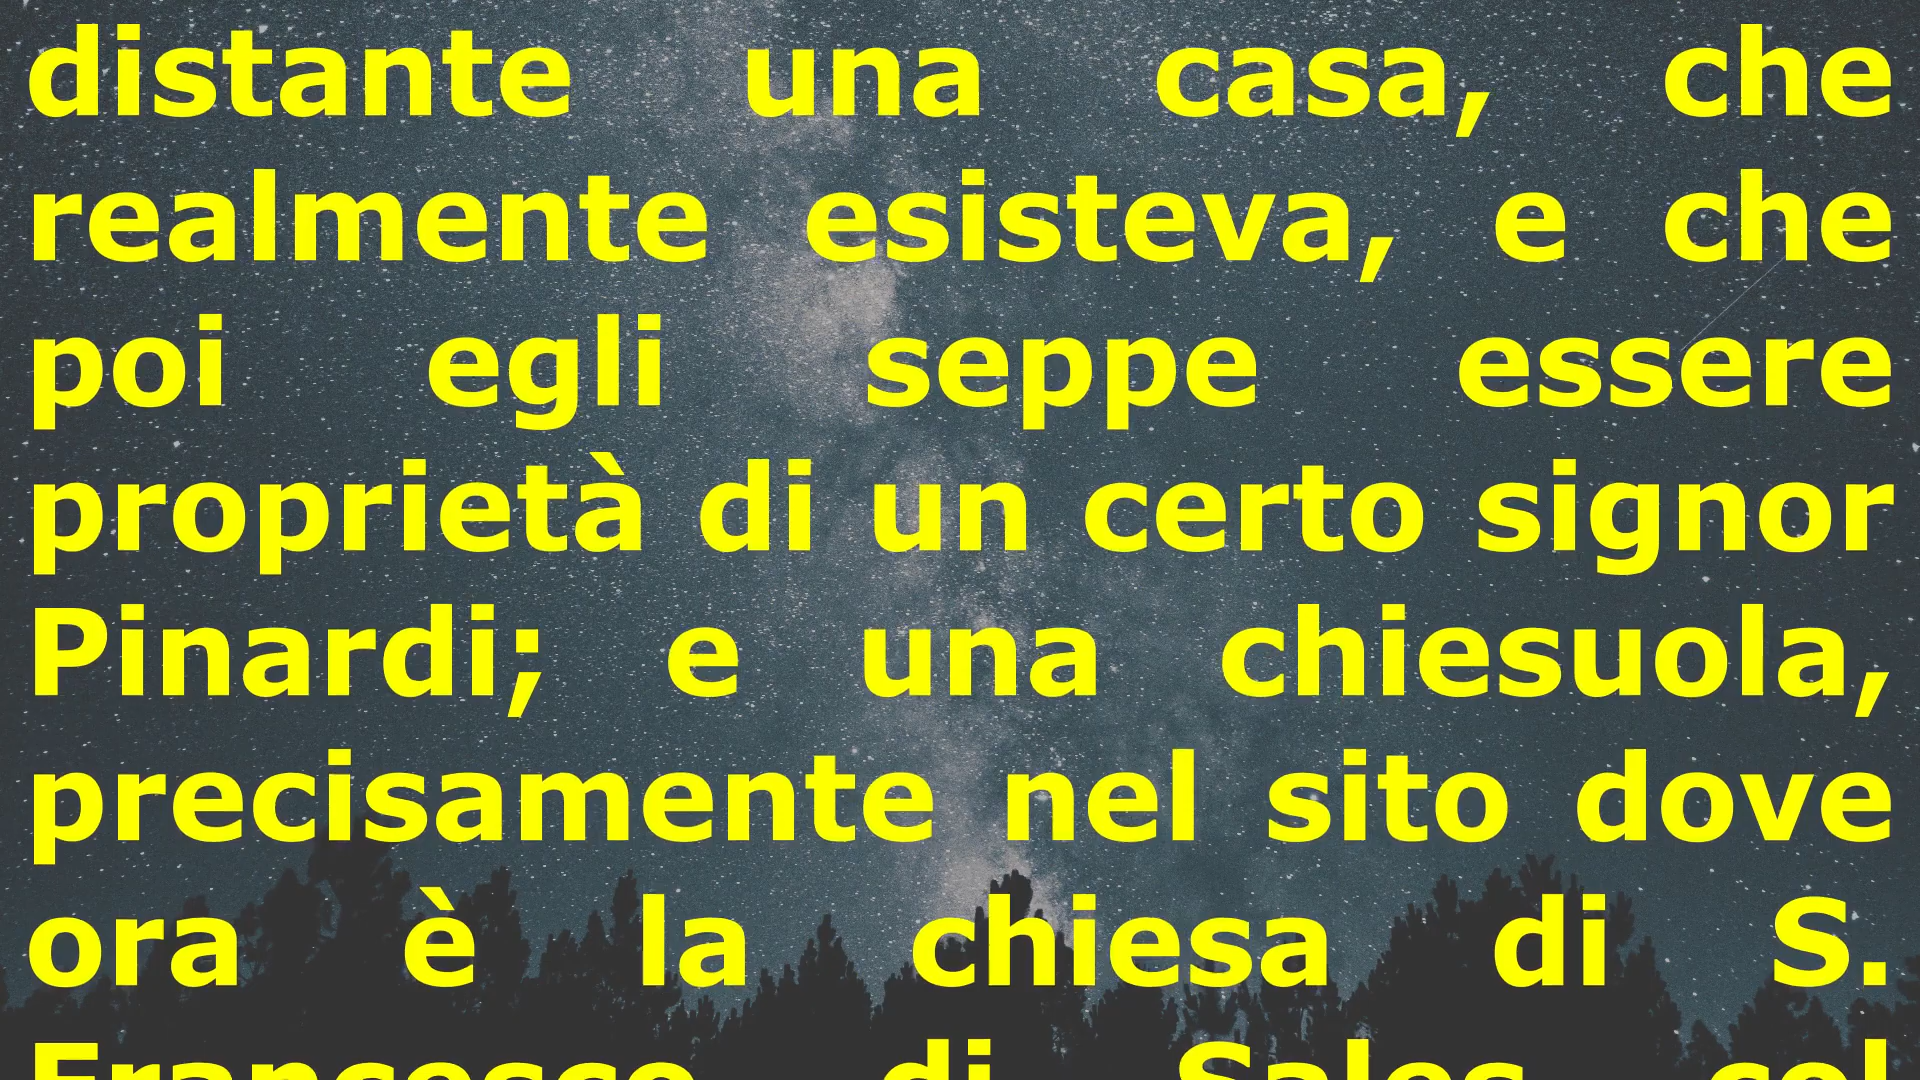 distante una casa, che
realmente esisteva, e che
poi egli seppe essere
proprietà di un certo signor
Pinardi; e una chiesuola,
precisamente nel sito dove
ora è la chiesa di S.
Francesco di Sales col